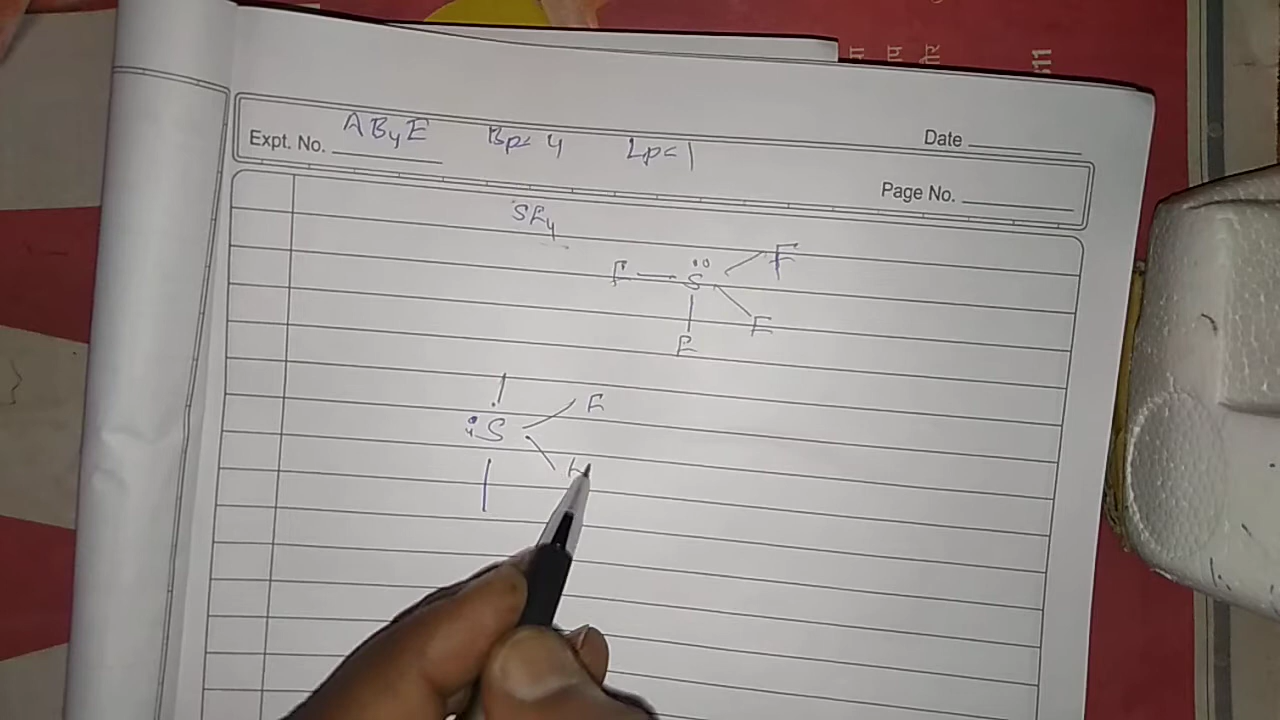 AB4E Bp= 4 Lp=1
Expt. No. Date
Page No.
SF4
F S F
F
F
S F